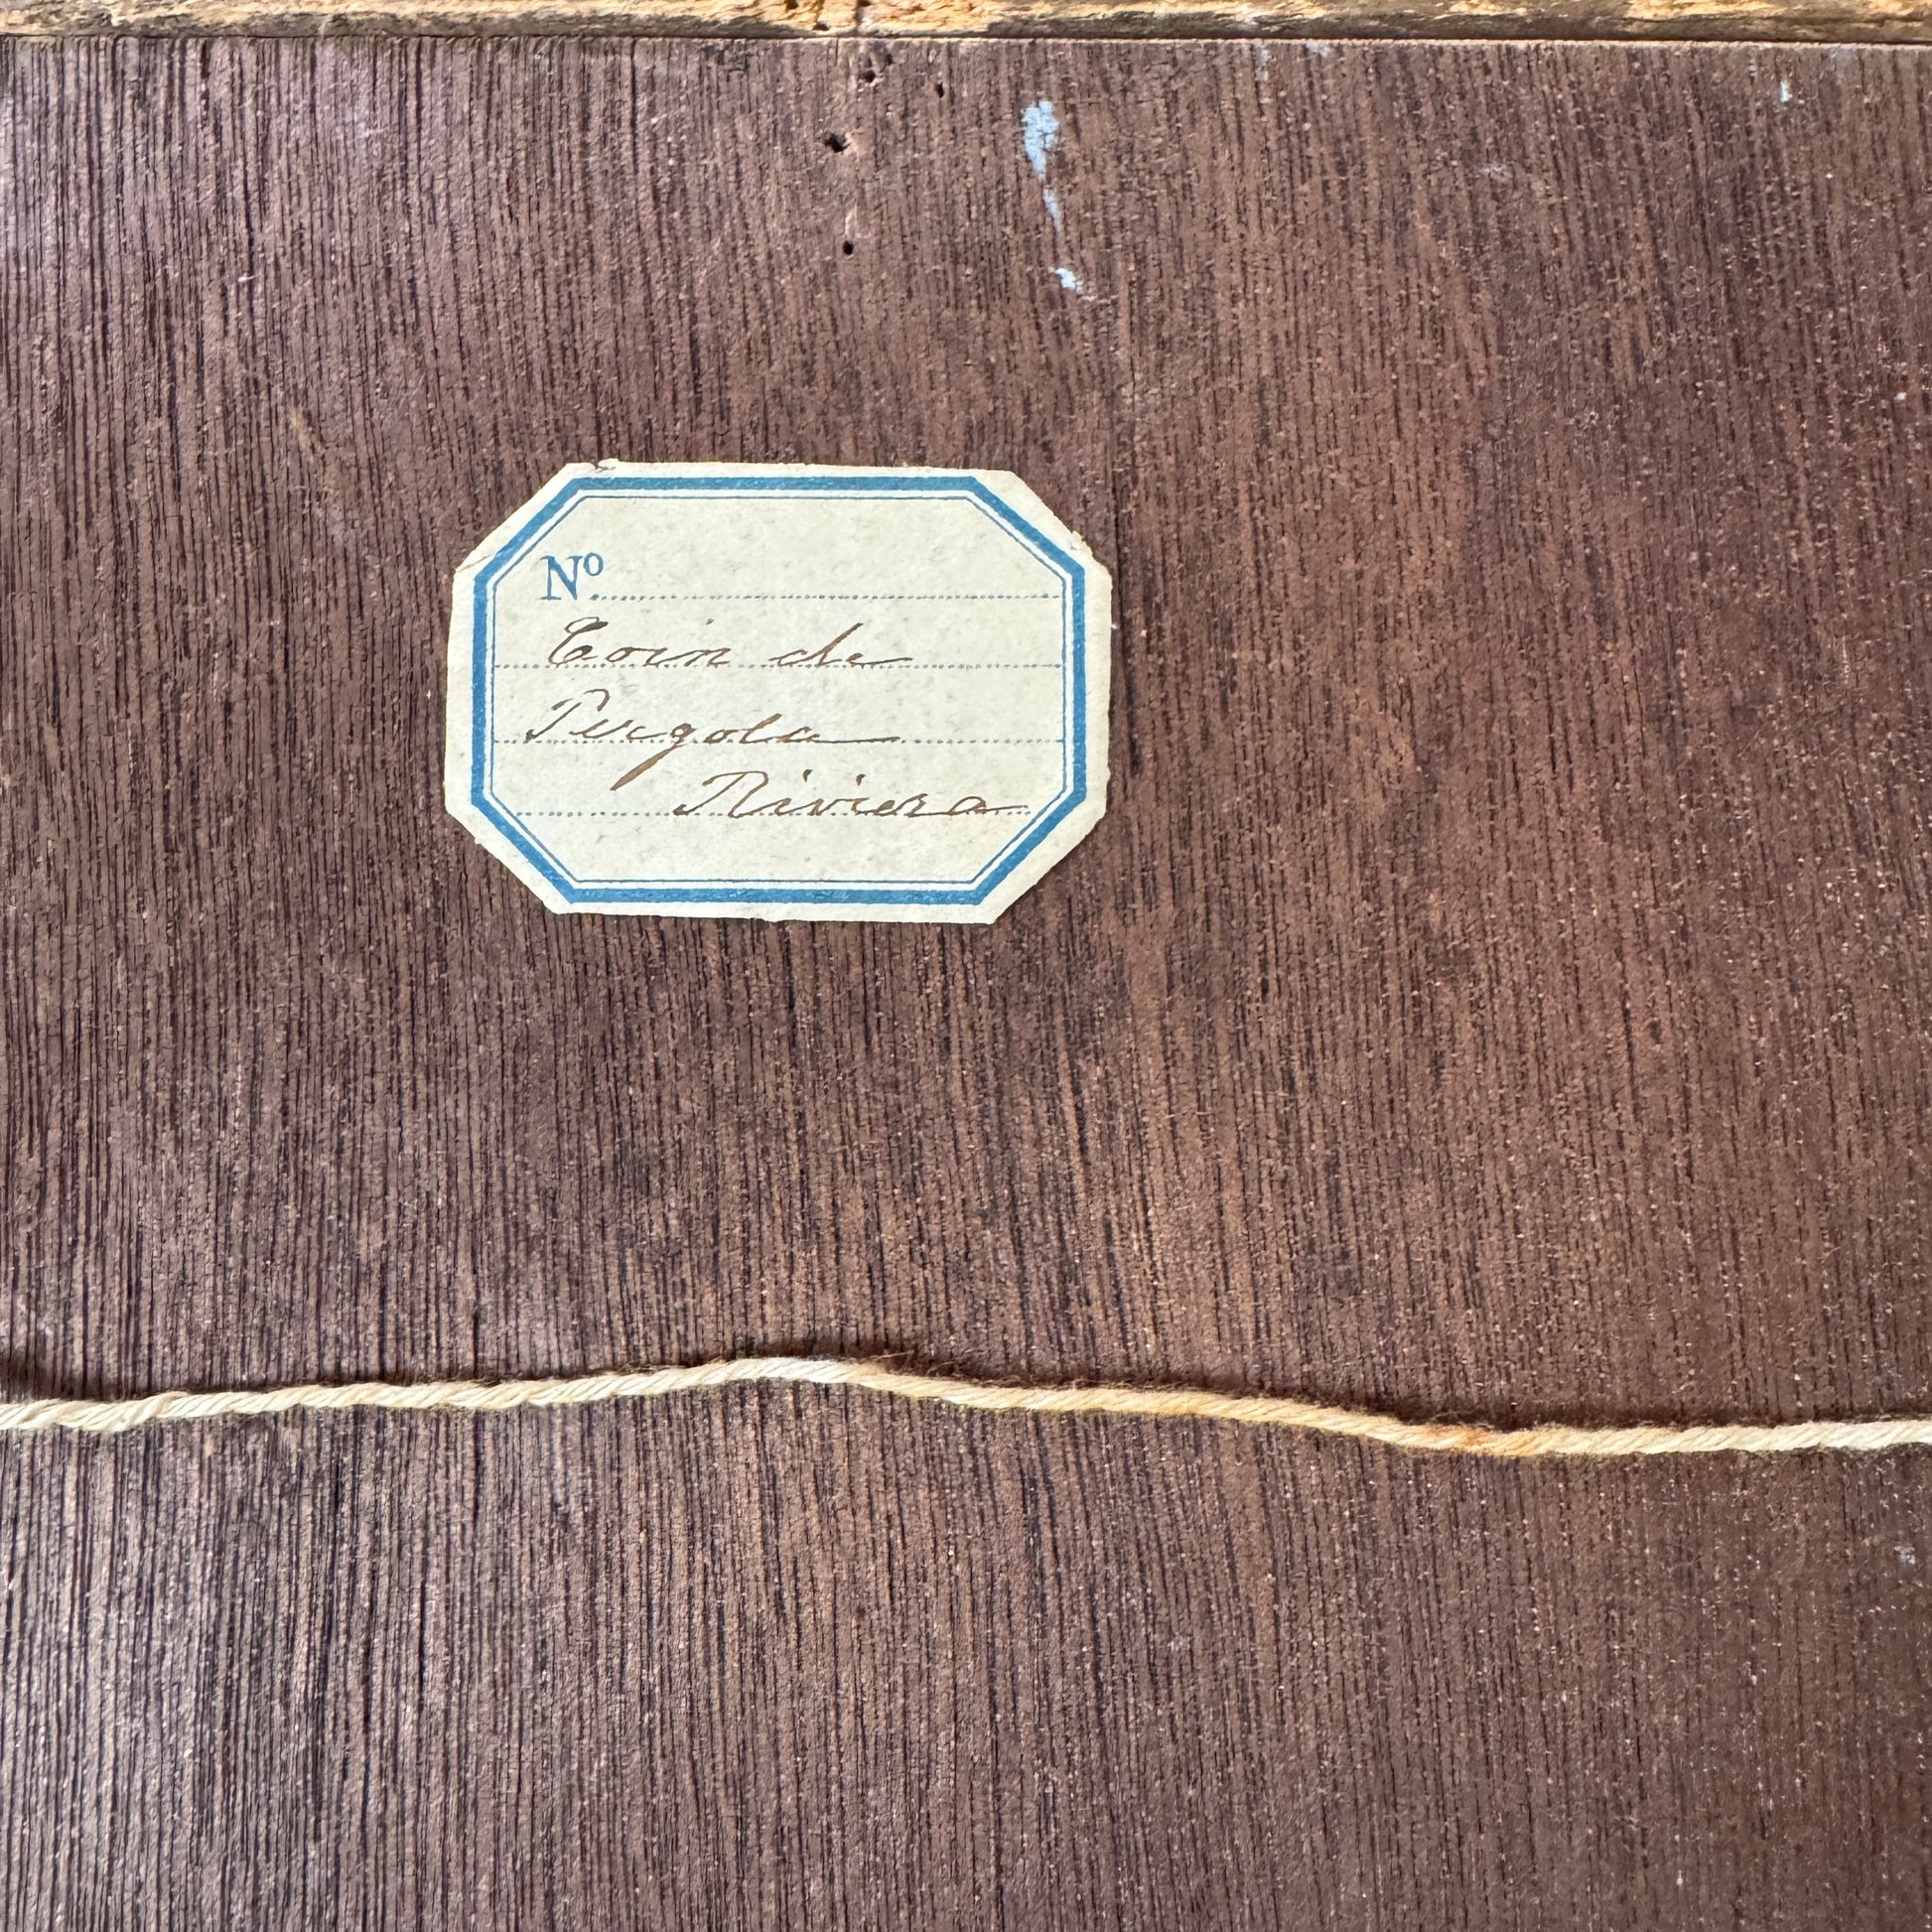 Nº
Coin de
Pergola
Riviera